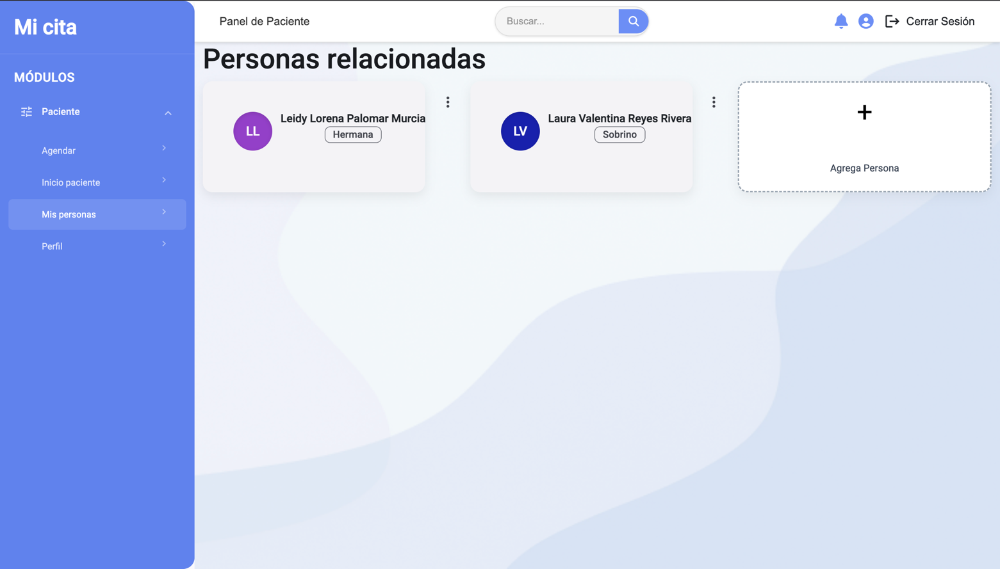 Mi cita
MÓDULOS
Paciente
Agendar
Inicio paciente
Mis personas
Perfil
Panel de Paciente
Buscar...
Cerrar Sesión
Personas relacionadas
LL
Leidy Lorena Palomar Murcia
Hermana
LV
Laura Valentina Reyes Rivera
Sobrino
Agrega Persona